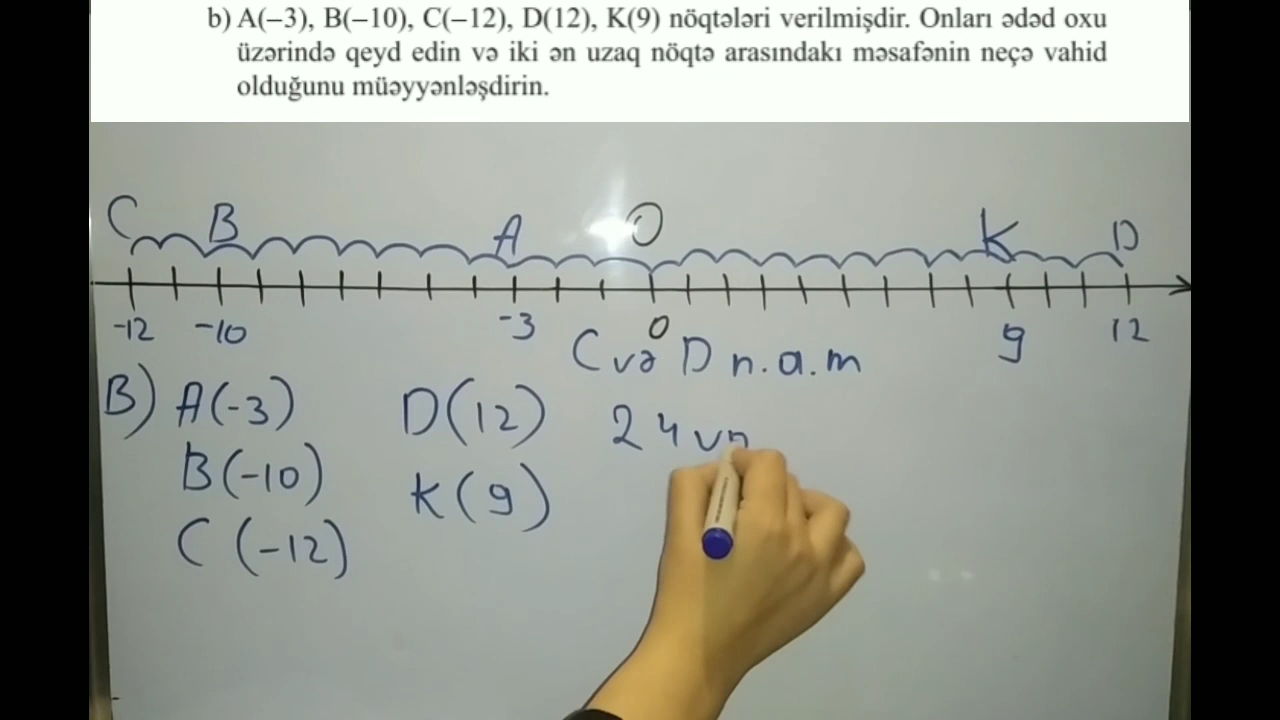 b) A(–3), B(–10), C(–12), D(12), K(9) nöqtələri verilmişdir. Onları ədəd oxu
üzərində qeyd edin və iki ən uzaq nöqtə arasındakı məsafənin neçə vahid
olduğunu müəyyənləşdirin.
C B A O K D
-12 -10 -3 0 9 12
C və D n.a.m
B) A(-3) D(12) 24
B(-10) K(9)
C(-12)